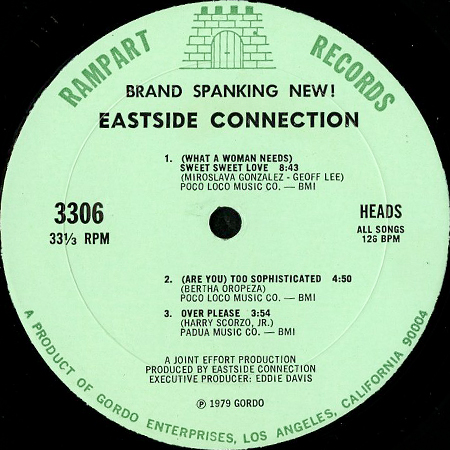 RAMPART RECORDS
BRAND SPANKING NEW!
EASTSIDE CONNECTION
1. (WHAT A WOMAN NEEDS)
SWEET SWEET LOVE 8:43
(MIROSLAVA GONZALEZ - GEOFF LEE)
POCO LOCO MUSIC CO. — BMI
3306
33⅓ RPM
HEADS
ALL SONGS
126 BPM
2. (ARE YOU) TOO SOPHISTICATED 4:50
(BERTHA OROPEZA)
POCO LOCO MUSIC CO. — BMI
3. OVER PLEASE 3:54
(HARRY SCORZO, JR.)
PADUA MUSIC CO. — BMI
A JOINT EFFORT PRODUCTION
PRODUCED BY EASTSIDE CONNECTION
EXECUTIVE PRODUCER: EDDIE DAVIS
℗ 1979 GORDO
A PRODUCT OF GORDO ENTERPRISES, LOS ANGELES, CALIFORNIA 90004